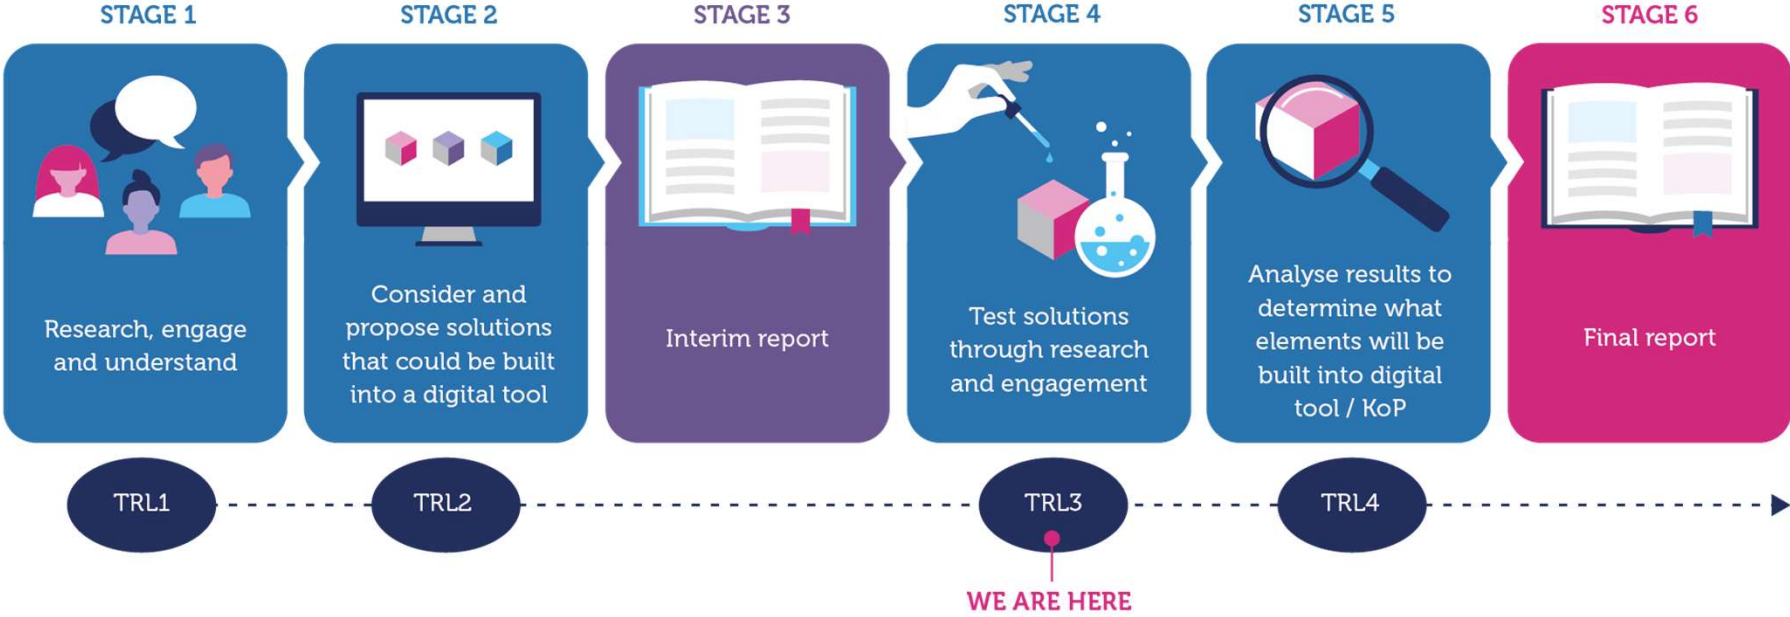 STAGE 1
Research, engage
and understand
STAGE 2
Consider and
propose solutions
that could be built
into a digital tool
STAGE 3
Interim report
STAGE 4
Test solutions
through research
and engagement
STAGE 5
Analyse results to
determine what
elements will be
built into digital
tool / KoP
STAGE 6
Final report
TRL1
TRL2
TRL3
TRL4
WE ARE HERE